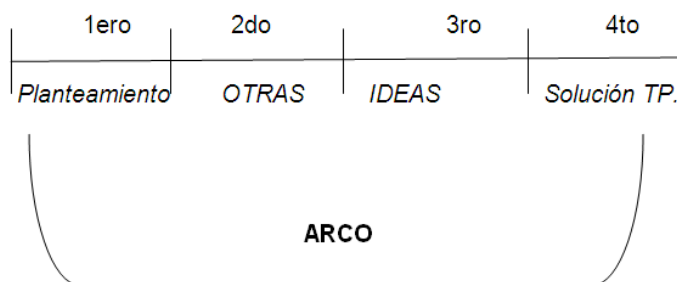 1ero 2do 3ro 4to
Planteamiento OTRAS IDEAS Solución TP.
ARCO